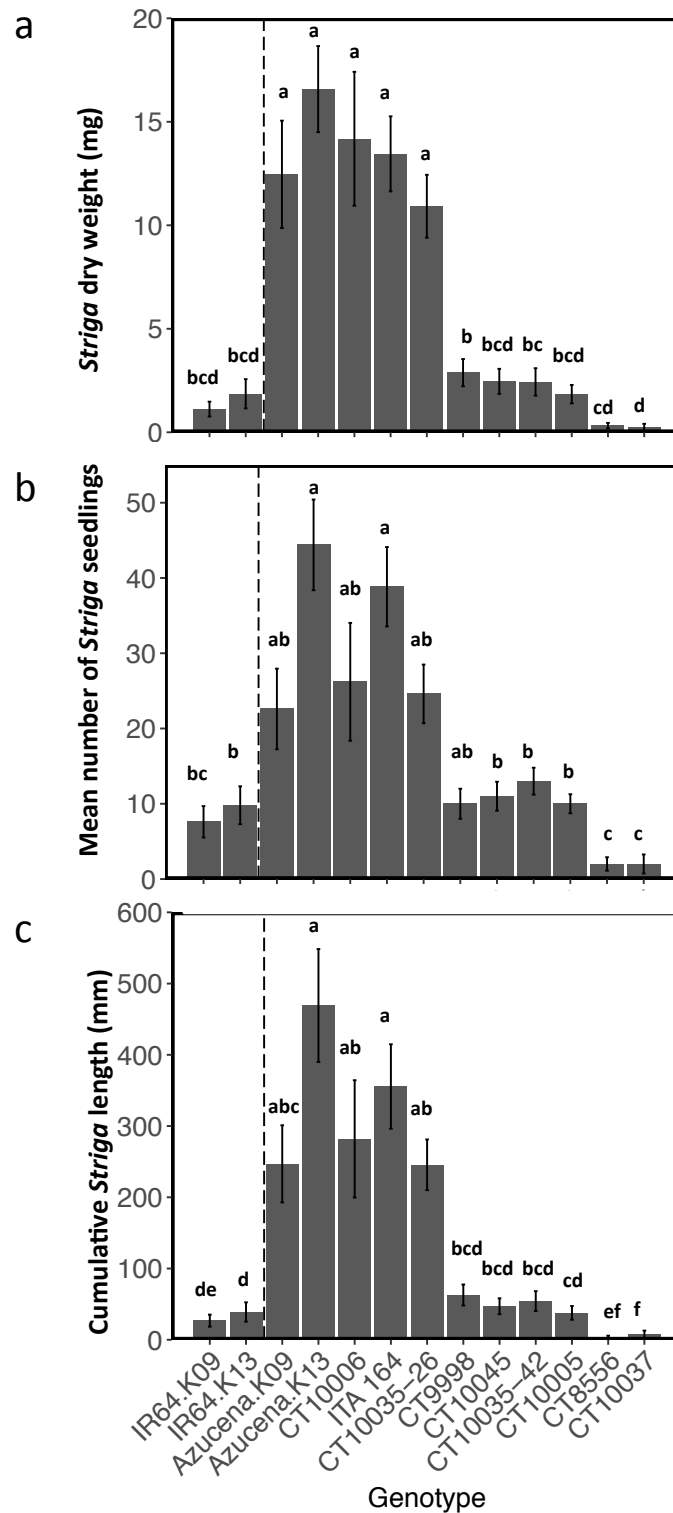 a
Striga dry weight (mg)
20
15
10
5
0
bcd
bcd
a
a
a
a
a
b
bcd
bc
bcd
cd
d
b
Mean number of Striga seedlings
50
40
30
20
10
0
bc
b
ab
a
ab
a
ab
ab
b
b
b
c
c
c
Cumulative Striga length (mm)
600
500
400
300
200
100
0
de
d
abc
a
ab
a
ab
bcd
bcd
bcd
cd
ef
f
IR64.K09
IR64.K13
Azucena.K09
Azucena.K13
CT10006
ITA 164
CT10035−26
CT9998
CT10045
CT10035−42
CT10005
CT8556
CT10037
Genotype